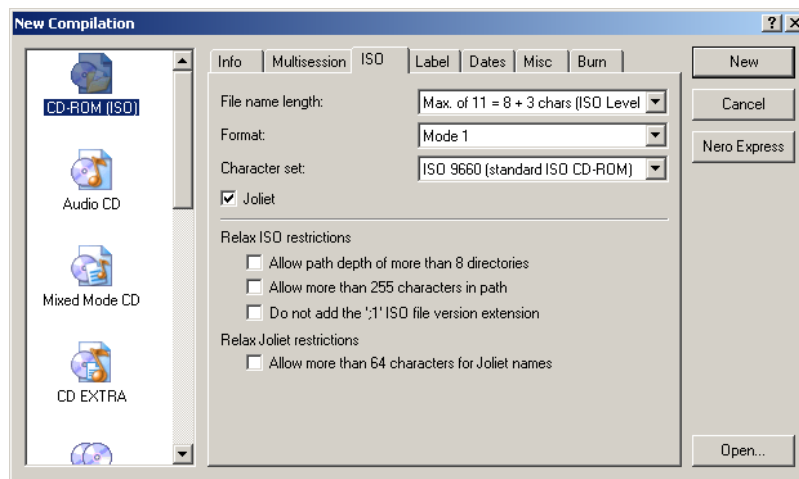 New Compilation
CD-ROM (ISO)
Audio CD
Mixed Mode CD
CD EXTRA
Info Multisession ISO Label Dates Misc Burn
File name length: Max. of 11 = 8 + 3 chars (ISO Level
Format: Mode 1
Character set: ISO 9660 (standard ISO CD-ROM)
Joliet
Relax ISO restrictions
Allow path depth of more than 8 directories
Allow more than 255 characters in path
Do not add the ';1' ISO file version extension
Relax Joliet restrictions
Allow more than 64 characters for Joliet names
New
Cancel
Nero Express
Open...